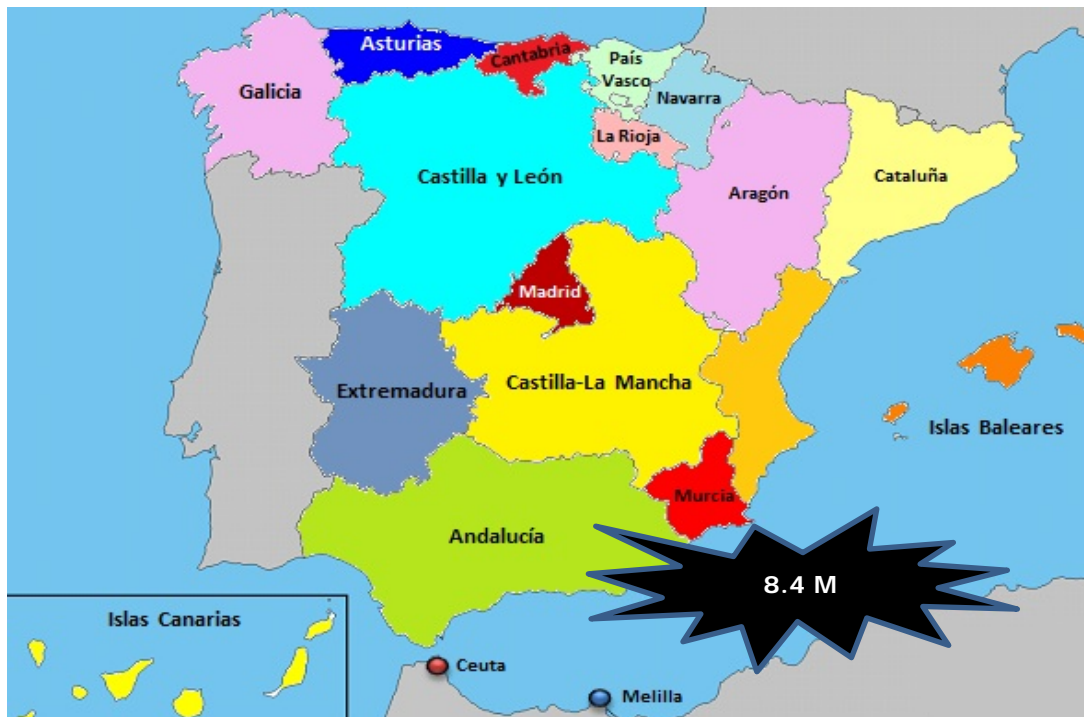 Asturias
Cantabria
País
Vasco
Galicia
Navarra
La Rioja
Castilla y León
Aragón
Cataluña
Madrid
Extremadura
Castilla-La Mancha
Islas Baleares
Murcia
Andalucía
8.4 M
Islas Canarias
Ceuta
Melilla